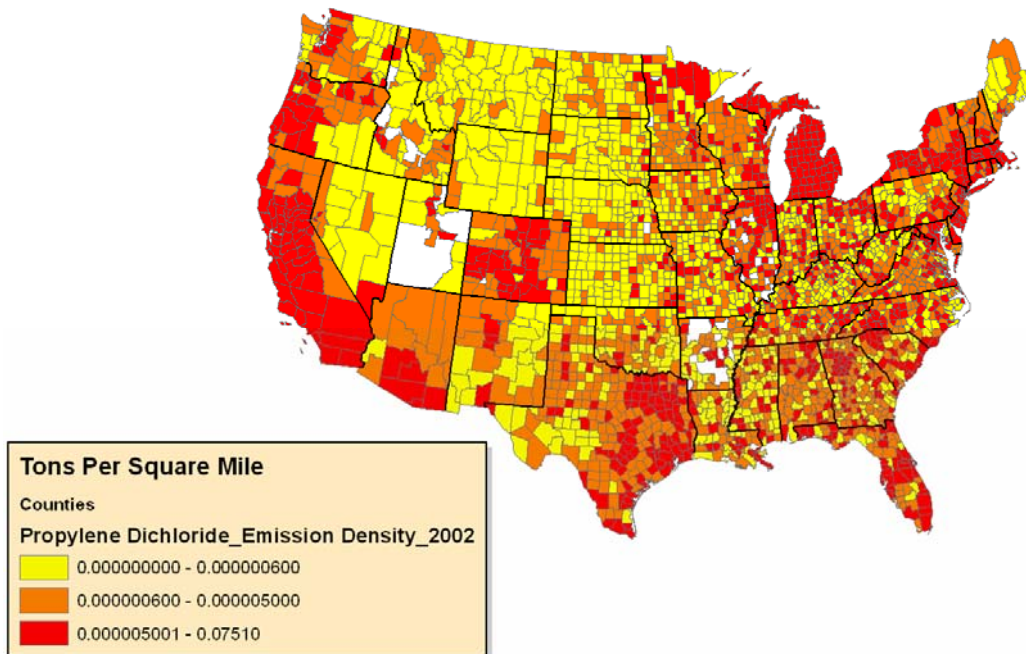 Tons Per Square Mile
Counties
Propylene Dichloride_Emission Density_2002
0.000000000 - 0.000000600
0.000000600 - 0.000005000
0.000005001 - 0.07510